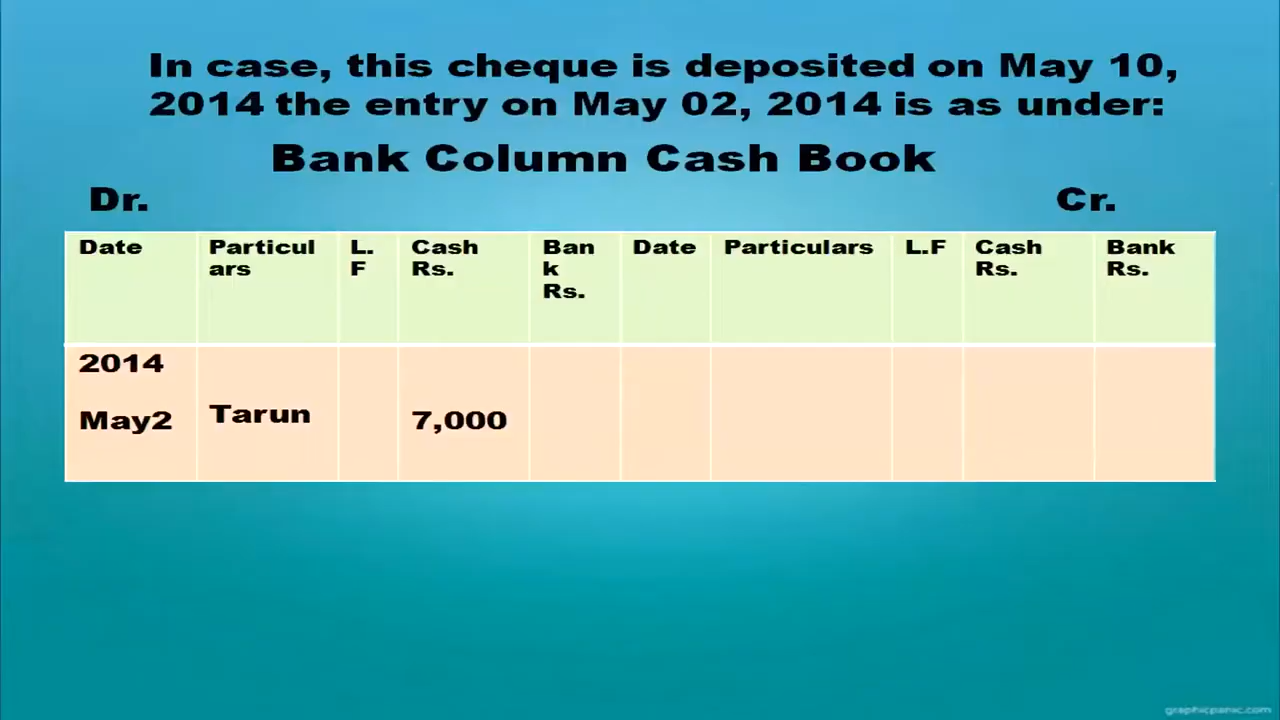 In case, this cheque is deposited on May 10,
2014 the entry on May 02, 2014 is as under:
Bank Column Cash Book
Dr. Cr.
Date Particul L. Cash Ban Date Particulars L.F Cash Bank
ars F Rs. k Rs. Rs.
Rs.
2014
May2 Tarun 7,000
graphicpanic.com